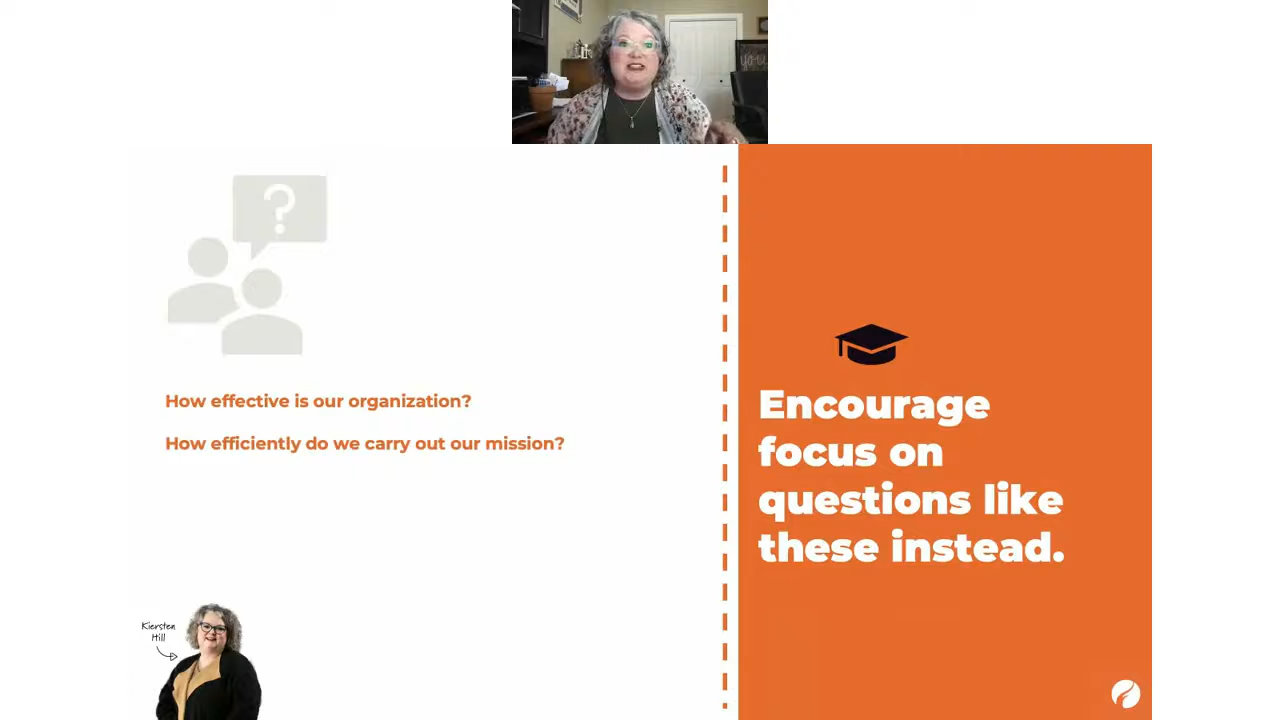 ?
How effective is our organization?
How efficiently do we carry out our mission?
Encourage
focus on
questions like
these instead.
Kiersten
Hill